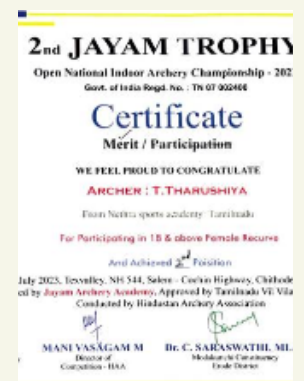 2nd JAYAM TROPHY
Open National Indoor Archery Championship - 202
Govt. of India Regd. No. : TN 07 002400
Certificate
Merit / Participation
WE FEEL PROUD TO CONGRATULATE
ARCHER : T.THARUSHIYA
From Nethra sports academy Tamilnadu
For Participating in 18 & above Female Recurve
And Achieved 2nd Poisition
July 2023, Texvalley, NH 544, Salem - Cochin Highway, Chithode
ed by Jayam Archery Academy, Approved by Tamilnadu Vil Vila
Conducted by Hindustan Archery Association
MANI VASAGAM M
Director of
Competition - HAA
Dr. C. SARASWATHI, ML
Modakurichi Constituency
Erode District